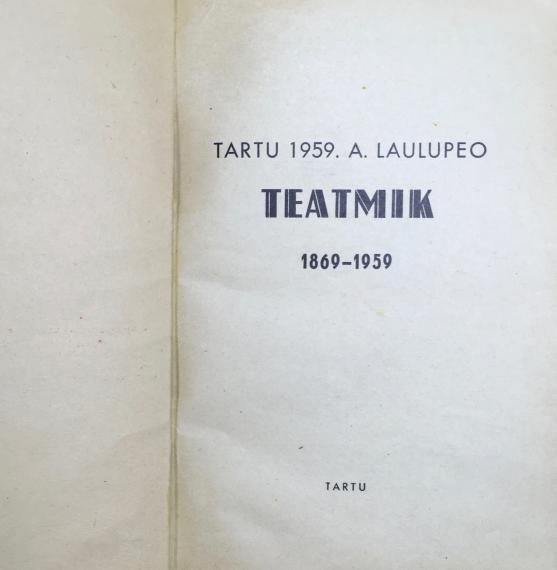 TARTU 1959. A. LAULUPEO
TEATMIK
1869–1959
TARTU